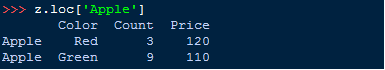 >>> z.loc['Apple']
       Color  Count  Price
Apple    Red      3    120
Apple  Green      9    110